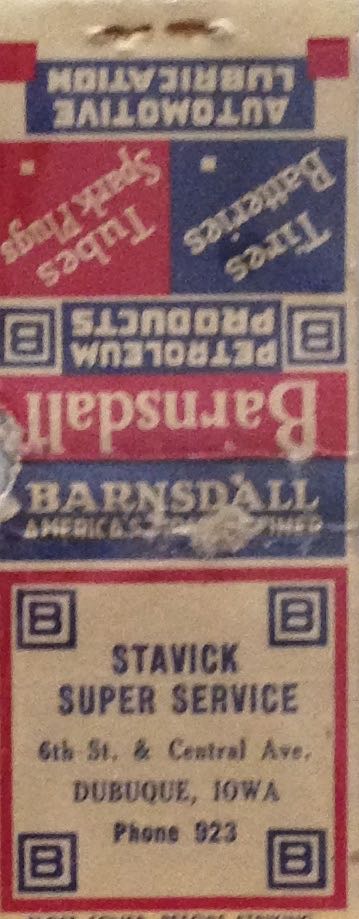 AUTOMOTIVE
LUBRICATION
Tires
Batteries
Tubes
Spark Plugs
B
PETROLEUM
PRODUCTS
B
Barnsdall
BARNSDALL
AMERICA'S
B
B
STAVICK
SUPER SERVICE
6th St. & Central Ave.
DUBUQUE, IOWA
Phone 923
B
B